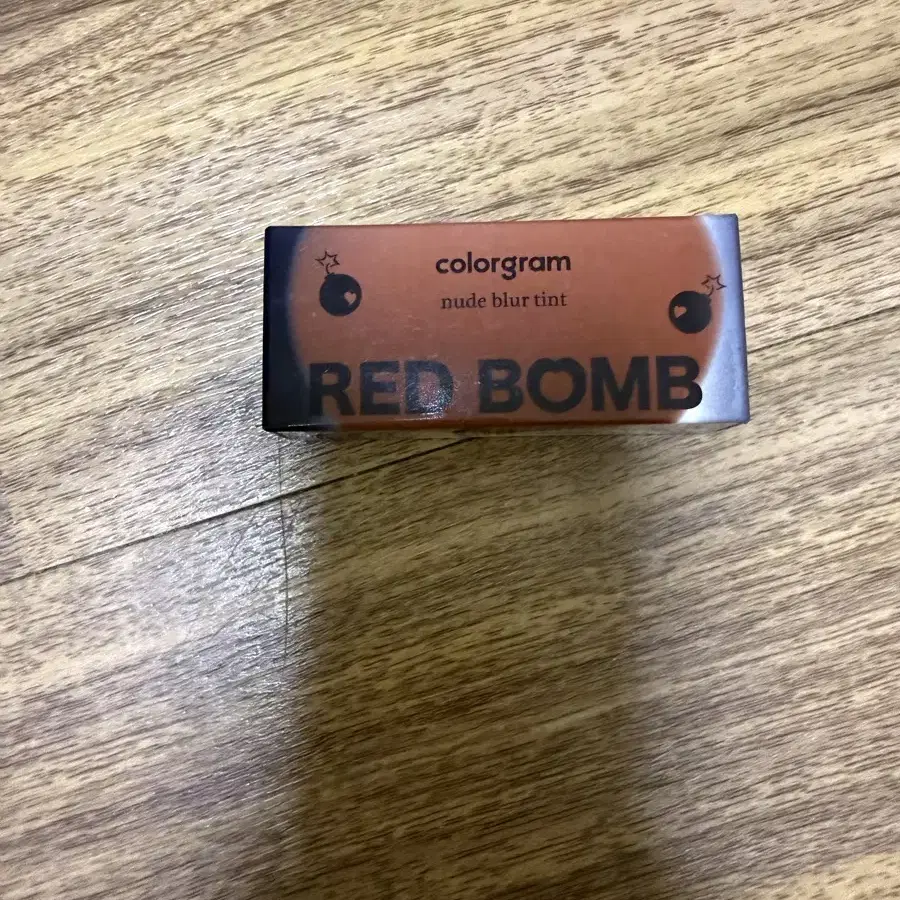 colorgram
nude blur tint
RED BOMB